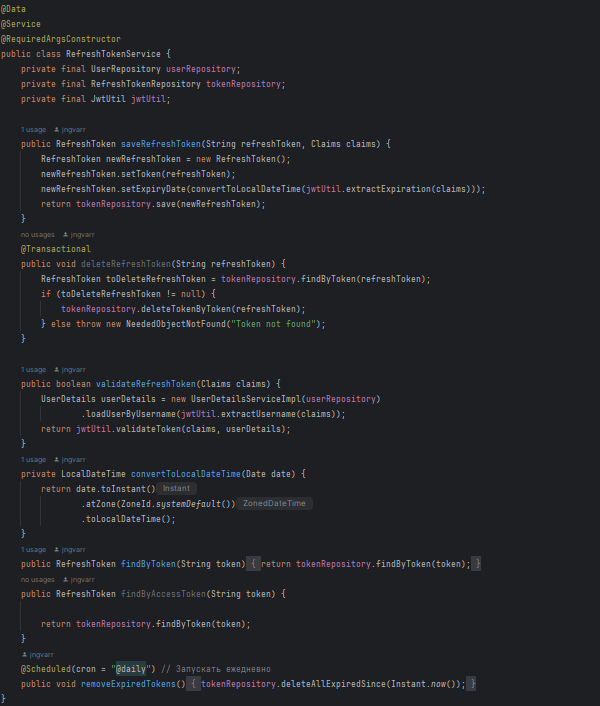 @Data
@Service
@RequiredArgsConstructor
public class RefreshTokenService {
private final UserRepository userRepository;
private final RefreshTokenRepository tokenRepository;
private final JwtUtil jwtUtil;
1 usage jngvarr
public RefreshToken saveRefreshToken(String refreshToken, Claims claims) {
RefreshToken newRefreshToken = new RefreshToken();
newRefreshToken.setToken(refreshToken);
newRefreshToken.setExpiryDate(convertToLocalDateTime(jwtUtil.extractExpiration(claims)));
return tokenRepository.save(newRefreshToken);
}
no usages jngvarr
@Transactional
public void deleteRefreshToken(String refreshToken) {
RefreshToken toDeleteRefreshToken = tokenRepository.findByToken(refreshToken);
if (toDeleteRefreshToken != null) {
tokenRepository.deleteTokenByToken(refreshToken);
} else throw new NeededObjectNotFound("Token not found");
}
1 usage jngvarr
public boolean validateRefreshToken(Claims claims) {
UserDetails userDetails = new UserDetailsServiceImpl(userRepository)
.loadUserByUsername(jwtUtil.extractUsername(claims));
return jwtUtil.validateToken(claims, userDetails);
}
1 usage jngvarr
private LocalDateTime convertToLocalDateTime(Date date) {
return date.toInstant() Instant
.atZone(ZoneId.systemDefault()) ZonedDateTime
.toLocalDateTime();
}
1 usage jngvarr
public RefreshToken findByToken(String token) { return tokenRepository.findByToken(token); }
no usages jngvarr
public RefreshToken findByAccessToken(String token) {
return tokenRepository.findByToken(token);
}
jngvarr
@Scheduled(cron = "@daily") // Запускать ежедневно
public void removeExpiredTokens() { tokenRepository.deleteAllExpiredSince(Instant.now()); }
}